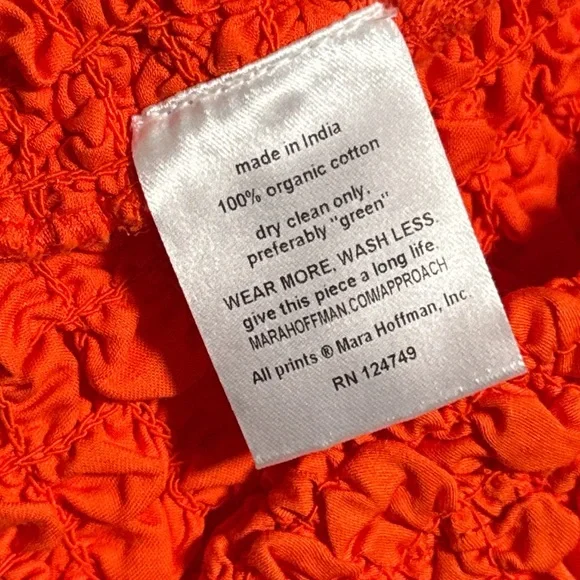 made in India
100% organic cotton
dry clean only,
preferably "green"
WEAR MORE, WASH LESS.
give this piece a long life.
MARAHOFFMAN.COM/APPROACH
All prints ® Mara Hoffman, Inc.
RN 124749